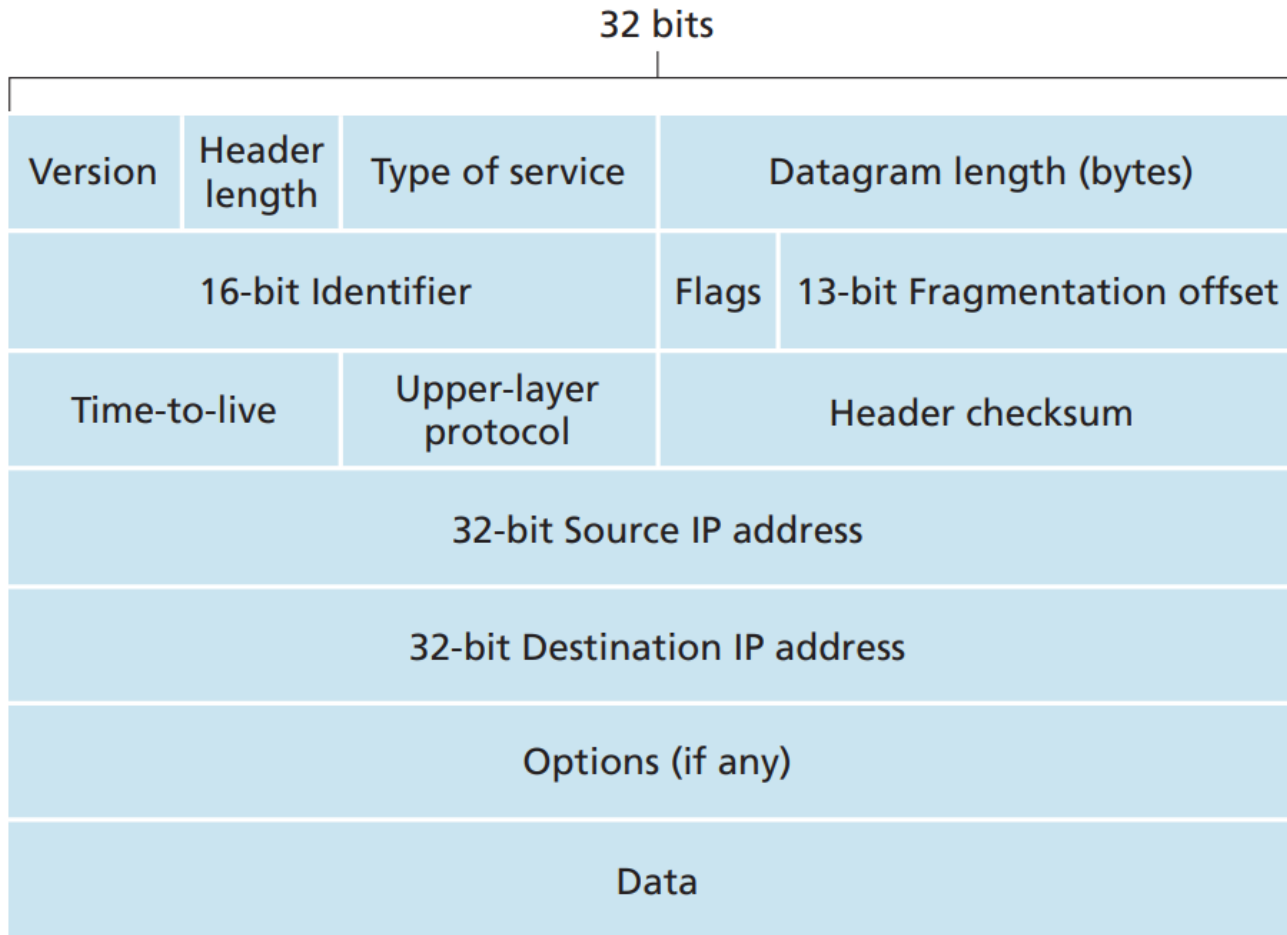 32 bits
Version
Header
length
Type of service
Datagram length (bytes)
16-bit Identifier
Flags
13-bit Fragmentation offset
Time-to-live
Upper-layer
protocol
Header checksum
32-bit Source IP address
32-bit Destination IP address
Options (if any)
Data